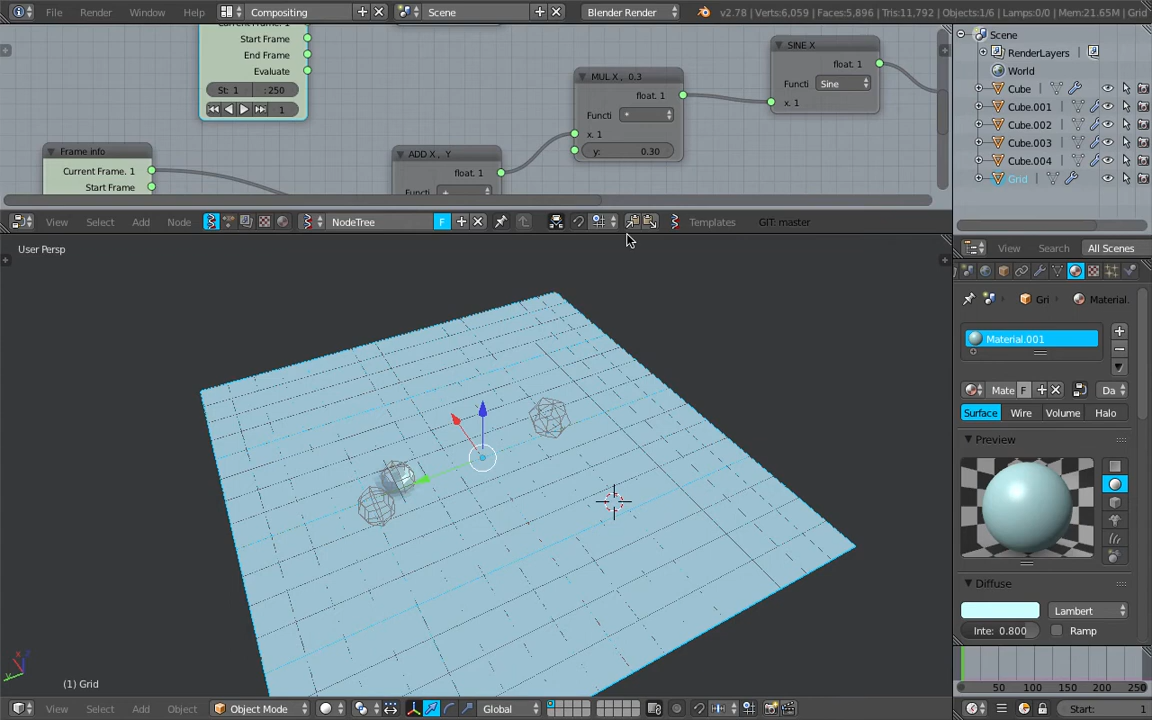 File Render Window Help Compositing Scene Blender Render v2.78 | Verts:6,059 | Faces:5,896 | Tris:11,792 | Objects:1/6 | Lamps:0/0 | Mem:21.65M | Grid
Current Frame. 1
Start Frame
End Frame
Evaluate
St: 1 : 250
1
Frame info
Current Frame. 1
Start Frame
ADD X , Y
float. 1
Functi +
MUL X , 0.3
float. 1
Functi *
x. 1
y: 0.30
SINE X
float. 1
Functi Sine
x. 1
Scene
RenderLayers
World
Cube
Cube.001
Cube.002
Cube.003
Cube.004
Grid
View Select Add Node NodeTree F Templates GIT: master
View Search All Scenes
User Persp
Gri Material.
Material.001
Mate F Da
Surface Wire Volume Halo
Preview
Diffuse
Lambert
Inte: 0.800 Ramp
x
y
(1) Grid
50 100 150 200 250
View Select Add Object Object Mode Global Start: 1